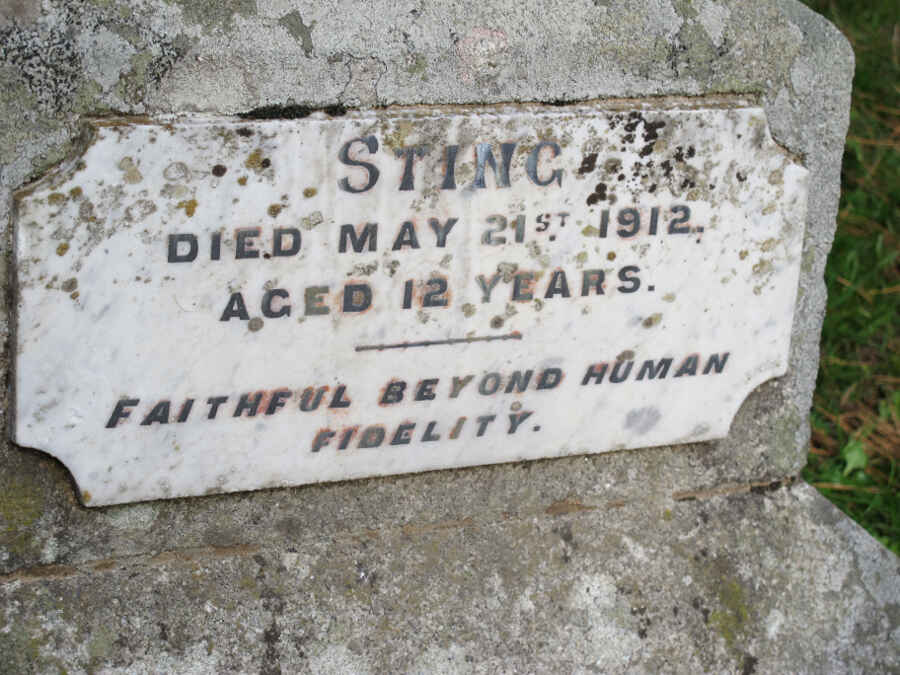 STING
DIED MAY 21ST 1912.
AGED 12 YEARS.
FAITHFUL BEYOND HUMAN
FIDELITY.